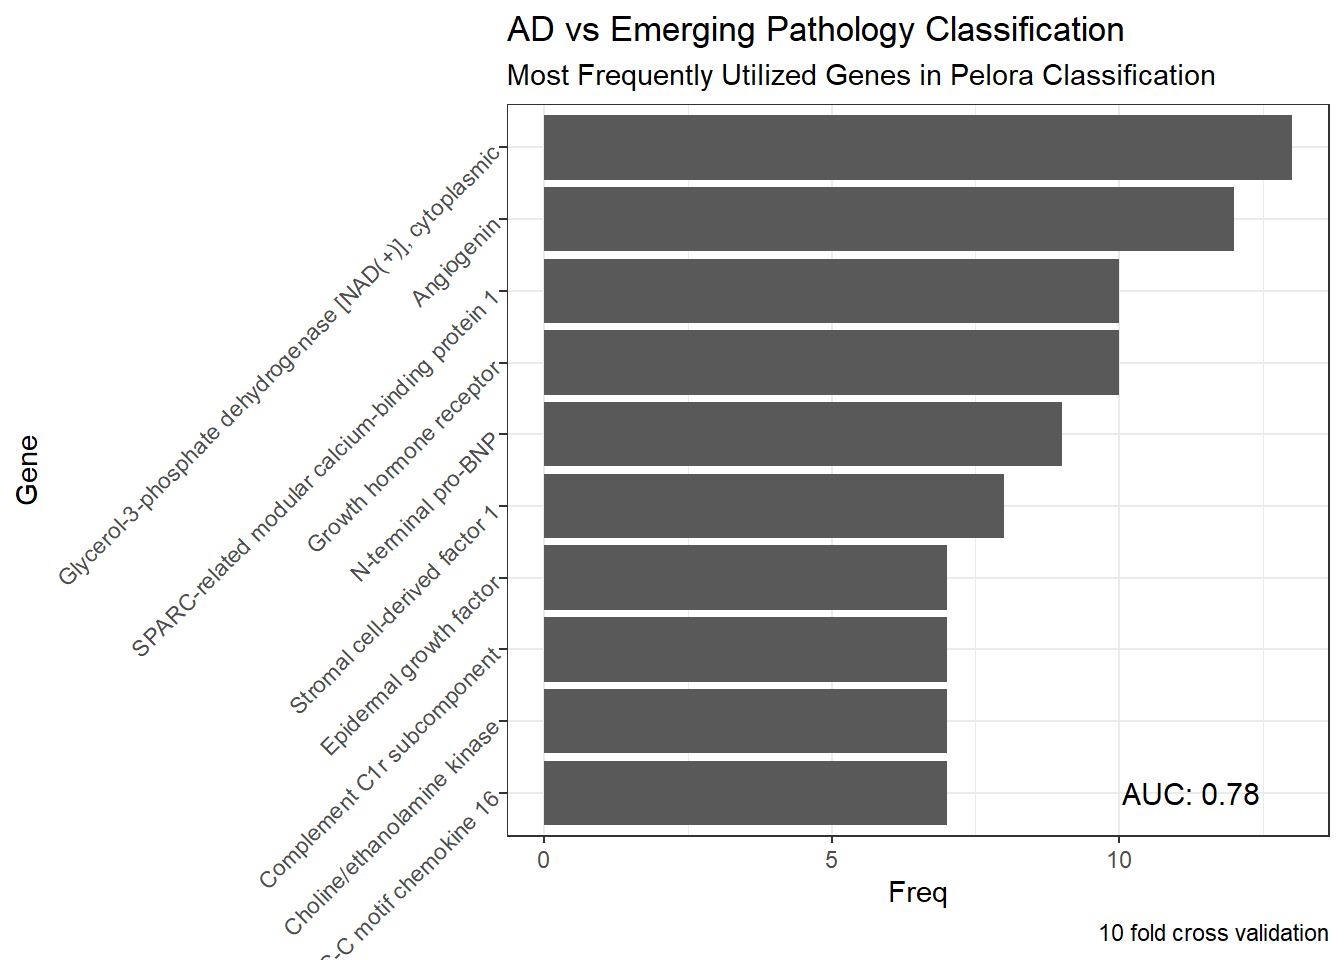 AD vs Emerging Pathology Classification
Most Frequently Utilized Genes in Pelora Classification
Gene
Glycerol-3-phosphate dehydrogenase [NAD(+)], cytoplasmic
Angiogenin
SPARC-related modular calcium-binding protein 1
Growth hormone receptor
N-terminal pro-BNP
Stromal cell-derived factor 1
Epidermal growth factor
Complement C1r subcomponent
Choline/ethanolamine kinase
-C motif chemokine 16
AUC: 0.78
0 5 10
Freq
10 fold cross validation